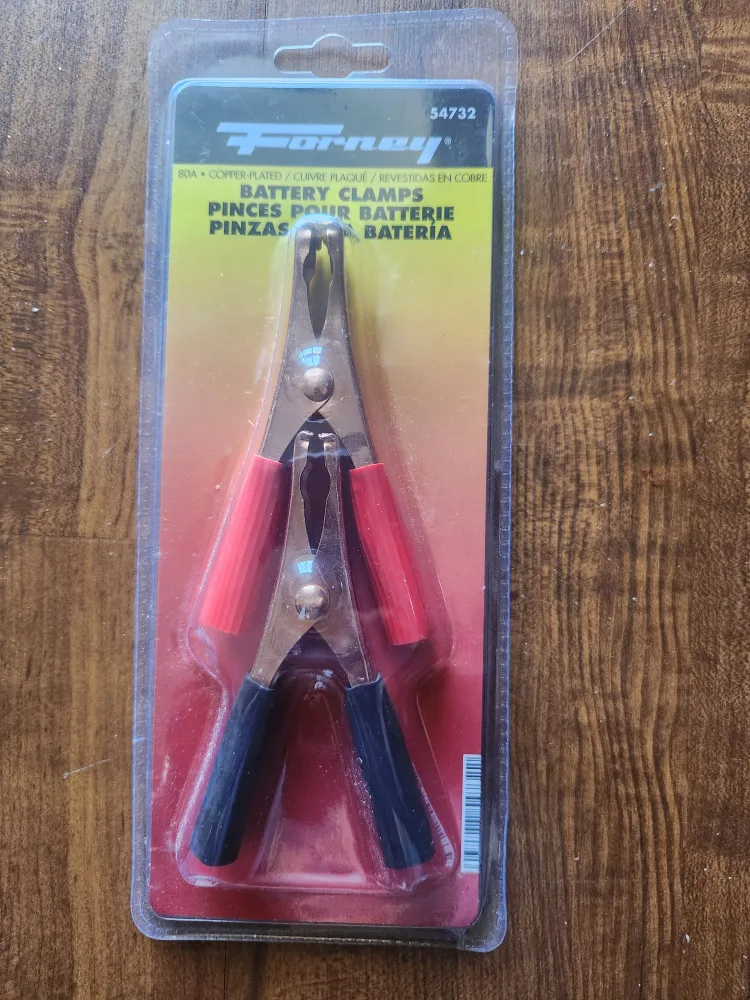 54732
Forney®
80A • COPPER-PLATED / CUIVRE PLAQUÉ / REVESTIDAS EN COBRE
BATTERY CLAMPS
PINCES POUR BATTERIE
PINZAS BATERÍA